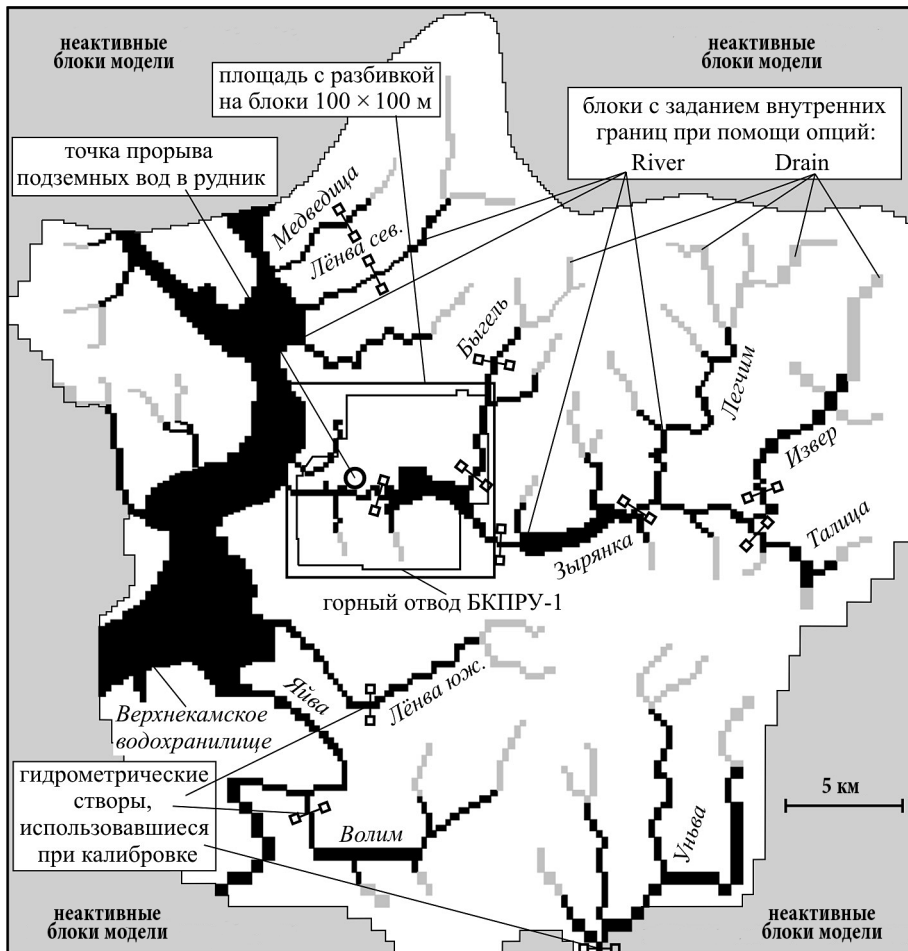 неактивные
блоки модели
неактивные
блоки модели
площадь с разбивкой
на блоки 100 × 100 м
блоки с заданием внутренних
границ при помощи опций:
River Drain
точка прорыва
подземных вод в рудник
Медведица
Лёнва сев.
Быгель
Легчим
Извер
Талица
Зырянка
горный отвод БКПРУ-1
Лёнва юж.
Яйва
Верхнекамское
водохранилище
гидрометрические
створы,
использовавшиеся
при калибровке
Волим
Уньва
5 км
неактивные
блоки модели
неактивные
блоки модели